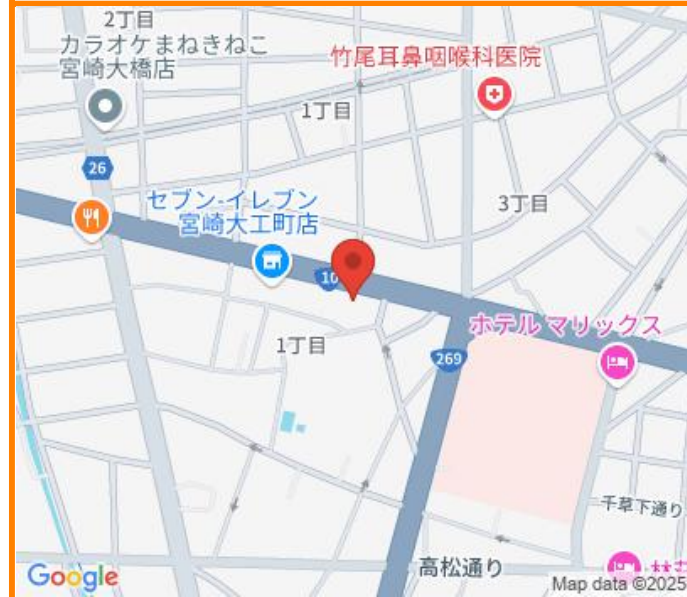 2丁目
カラオケまねきねこ
宮崎大橋店
竹尾耳鼻咽喉科医院
1丁目
26
セブン-イレブン
宮崎大工町店
3丁目
10
ホテル マリックス
1丁目
269
千草下通り
高松通り
Google
Map data ©2025